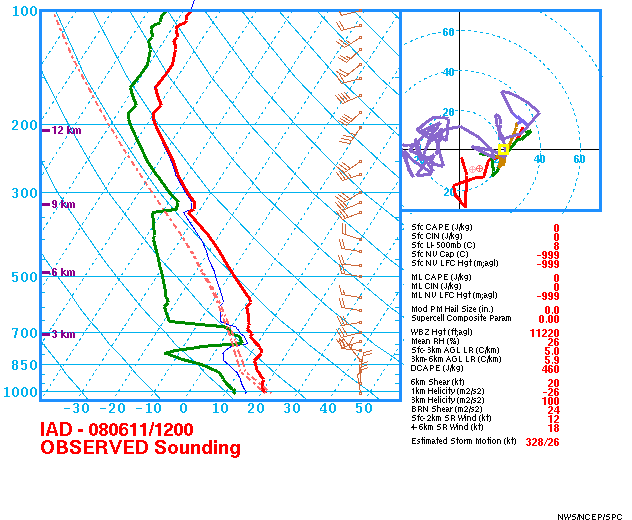 100
200
300
500
700
850
1000
12 km
9 km
6 km
3 km
-30 -20 -10 0 10 20 30 40 50
60
40
20
20
40 60
IAD - 080611/1200
OBSERVED Sounding
Sfc CAPE (J/kg) 0
Sfc CIN (J/kg) 0
Sfc LI-500mb (C) 8
Sfc NV Cap (C) -999
Sfc NV LFC Hgt (m;agl) -999
ML CAPE (J/kg) 0
ML CIN (J/kg) 0
ML NV LFC Hgt (m;agl) -999
Mod PM Hail Size (in.) 0.0
Supercell Composite Param 0.00
WBZ Hgt (ft;agl) 11220
Mean RH (%) 26
Sfc-3km AGL LR (C/km) 5.0
3km-6km AGL LR (C/km) 5.9
DCAPE (J/kg) 460
6km Shear (kt) 20
1km Helicity (m2/s2) -26
3km Helicity (m2/s2) 100
BRN Shear (m2/s2) 24
Sfc-2km SR Wind (kt) 12
4-6km SR Wind (kt) 18
Estimated Storm Motion (kt) 328/26
NWS/NCEP/SPC